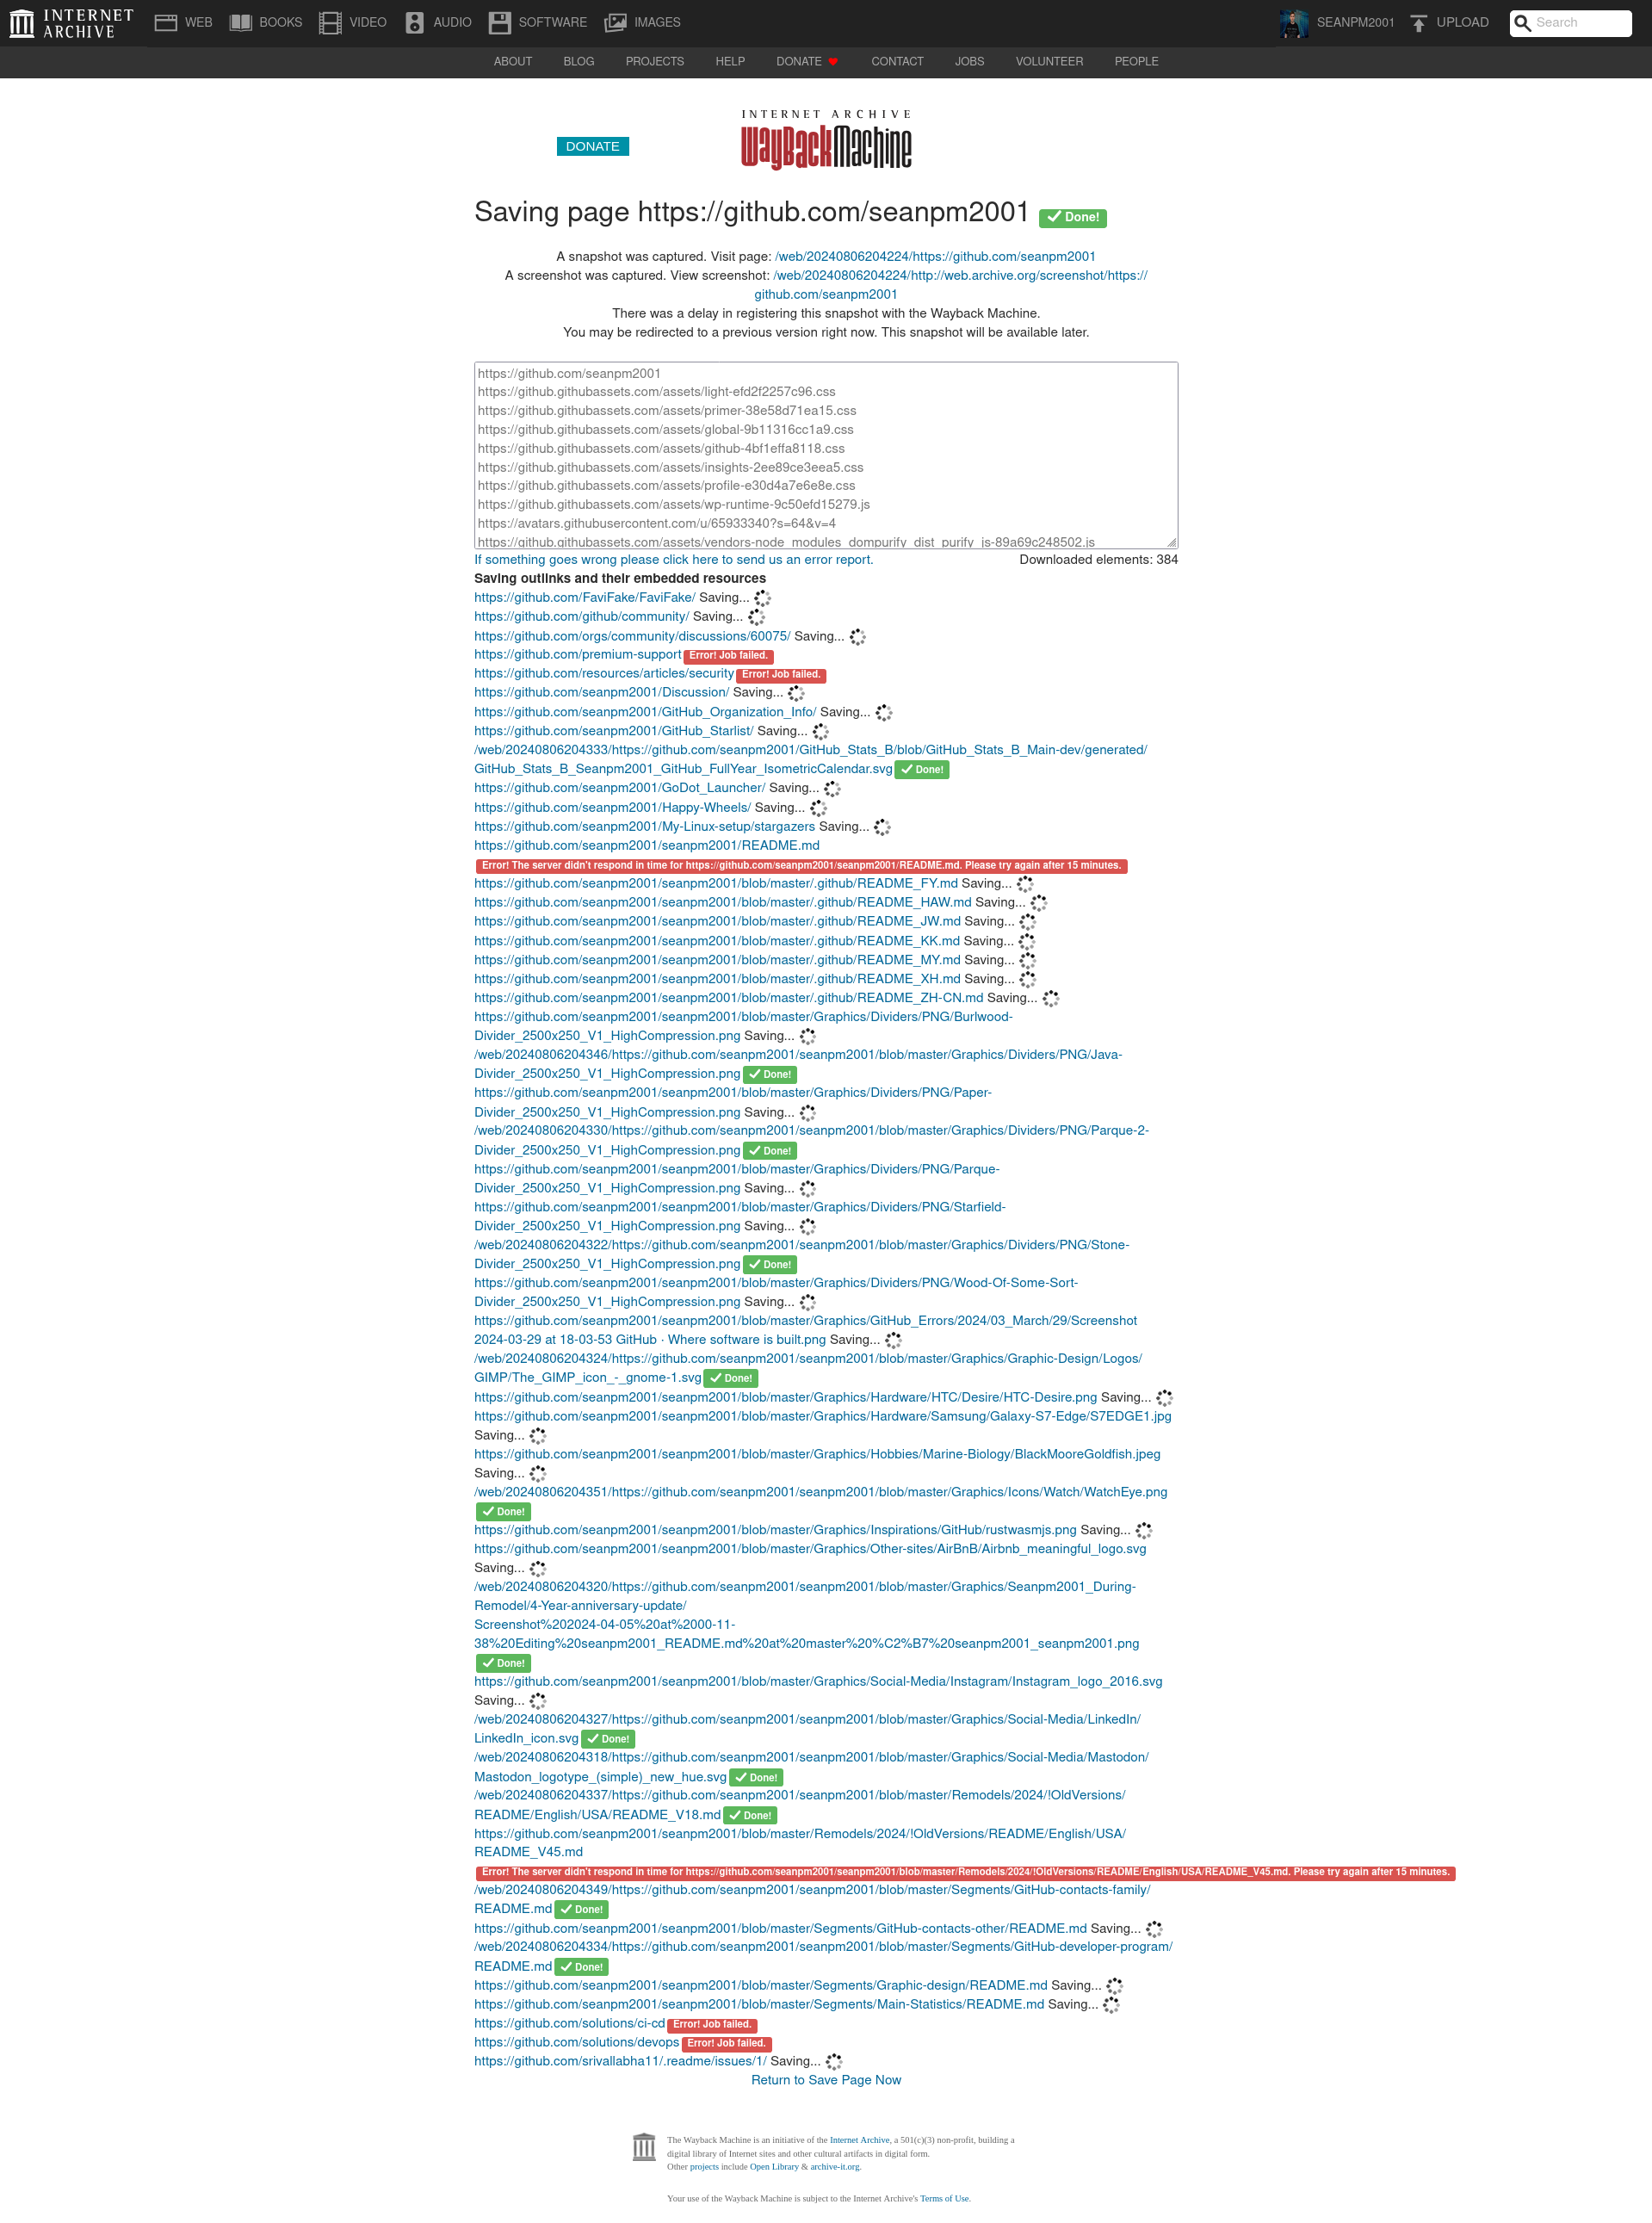 INTERNET ARCHIVE
WEB BOOKS VIDEO AUDIO SOFTWARE IMAGES SEANPM2001 UPLOAD Search
ABOUT BLOG PROJECTS HELP DONATE CONTACT JOBS VOLUNTEER PEOPLE
INTERNET ARCHIVE
DONATE WayBackMachine
Saving page https://github.com/seanpm2001 Done!
A snapshot was captured. Visit page: /web/20240806204224/https://github.com/seanpm2001
A screenshot was captured. View screenshot: /web/20240806204224/http://web.archive.org/screenshot/https://
github.com/seanpm2001
There was a delay in registering this snapshot with the Wayback Machine.
You may be redirected to a previous version right now. This snapshot will be available later.
https://github.com/seanpm2001
https://github.githubassets.com/assets/light-efd2f2257c96.css
https://github.githubassets.com/assets/primer-38e58d71ea15.css
https://github.githubassets.com/assets/global-9b11316cc1a9.css
https://github.githubassets.com/assets/github-4bf1effa8118.css
https://github.githubassets.com/assets/insights-2ee89ce3eea5.css
https://github.githubassets.com/assets/profile-e30d4a7e6e8e.css
https://github.githubassets.com/assets/wp-runtime-9c50efd15279.js
https://avatars.githubusercontent.com/u/65933340?s=64&v=4
https://github.githubassets.com/assets/vendors-node_modules_dompurify_dist_purify_js-89a69c248502.js
If something goes wrong please click here to send us an error report. Downloaded elements: 384
Saving outlinks and their embedded resources
https://github.com/FaviFake/FaviFake/ Saving...
https://github.com/github/community/ Saving...
https://github.com/orgs/community/discussions/60075/ Saving...
https://github.com/premium-support Error! Job failed.
https://github.com/resources/articles/security Error! Job failed.
https://github.com/seanpm2001/Discussion/ Saving...
https://github.com/seanpm2001/GitHub_Organization_Info/ Saving...
https://github.com/seanpm2001/GitHub_Starlist/ Saving...
/web/20240806204333/https://github.com/seanpm2001/GitHub_Stats_B/blob/GitHub_Stats_B_Main-dev/generated/
GitHub_Stats_B_Seanpm2001_GitHub_FullYear_IsometricCalendar.svg Done!
https://github.com/seanpm2001/GoDot_Launcher/ Saving...
https://github.com/seanpm2001/Happy-Wheels/ Saving...
https://github.com/seanpm2001/My-Linux-setup/stargazers Saving...
https://github.com/seanpm2001/seanpm2001/README.md
Error! The server didn't respond in time for https://github.com/seanpm2001/seanpm2001/README.md. Please try again after 15 minutes.
https://github.com/seanpm2001/seanpm2001/blob/master/.github/README_FY.md Saving...
https://github.com/seanpm2001/seanpm2001/blob/master/.github/README_HAW.md Saving...
https://github.com/seanpm2001/seanpm2001/blob/master/.github/README_JW.md Saving...
https://github.com/seanpm2001/seanpm2001/blob/master/.github/README_KK.md Saving...
https://github.com/seanpm2001/seanpm2001/blob/master/.github/README_MY.md Saving...
https://github.com/seanpm2001/seanpm2001/blob/master/.github/README_XH.md Saving...
https://github.com/seanpm2001/seanpm2001/blob/master/.github/README_ZH-CN.md Saving...
https://github.com/seanpm2001/seanpm2001/blob/master/Graphics/Dividers/PNG/Burlwood-
Divider_2500x250_V1_HighCompression.png Saving...
/web/20240806204346/https://github.com/seanpm2001/seanpm2001/blob/master/Graphics/Dividers/PNG/Java-
Divider_2500x250_V1_HighCompression.png Done!
https://github.com/seanpm2001/seanpm2001/blob/master/Graphics/Dividers/PNG/Paper-
Divider_2500x250_V1_HighCompression.png Saving...
/web/20240806204330/https://github.com/seanpm2001/seanpm2001/blob/master/Graphics/Dividers/PNG/Parque-2-
Divider_2500x250_V1_HighCompression.png Done!
https://github.com/seanpm2001/seanpm2001/blob/master/Graphics/Dividers/PNG/Parque-
Divider_2500x250_V1_HighCompression.png Saving...
https://github.com/seanpm2001/seanpm2001/blob/master/Graphics/Dividers/PNG/Starfield-
Divider_2500x250_V1_HighCompression.png Saving...
/web/20240806204322/https://github.com/seanpm2001/seanpm2001/blob/master/Graphics/Dividers/PNG/Stone-
Divider_2500x250_V1_HighCompression.png Done!
https://github.com/seanpm2001/seanpm2001/blob/master/Graphics/Dividers/PNG/Wood-Of-Some-Sort-
Divider_2500x250_V1_HighCompression.png Saving...
https://github.com/seanpm2001/seanpm2001/blob/master/Graphics/GitHub_Errors/2024/03_March/29/Screenshot
2024-03-29 at 18-03-53 GitHub · Where software is built.png Saving...
/web/20240806204324/https://github.com/seanpm2001/seanpm2001/blob/master/Graphics/Graphic-Design/Logos/
GIMP/The_GIMP_icon_-_gnome-1.svg Done!
https://github.com/seanpm2001/seanpm2001/blob/master/Graphics/Hardware/HTC/Desire/HTC-Desire.png Saving...
https://github.com/seanpm2001/seanpm2001/blob/master/Graphics/Hardware/Samsung/Galaxy-S7-Edge/S7EDGE1.jpg
Saving...
https://github.com/seanpm2001/seanpm2001/blob/master/Graphics/Hobbies/Marine-Biology/BlackMooreGoldfish.jpeg
Saving...
/web/20240806204351/https://github.com/seanpm2001/seanpm2001/blob/master/Graphics/Icons/Watch/WatchEye.png
Done!
https://github.com/seanpm2001/seanpm2001/blob/master/Graphics/Inspirations/GitHub/rustwasmjs.png Saving...
https://github.com/seanpm2001/seanpm2001/blob/master/Graphics/Other-sites/AirBnB/Airbnb_meaningful_logo.svg
Saving...
/web/20240806204320/https://github.com/seanpm2001/seanpm2001/blob/master/Graphics/Seanpm2001_During-
Remodel/4-Year-anniversary-update/
Screenshot%202024-04-05%20at%2000-11-
38%20Editing%20seanpm2001_README.md%20at%20master%20%C2%B7%20seanpm2001_seanpm2001.png
Done!
https://github.com/seanpm2001/seanpm2001/blob/master/Graphics/Social-Media/Instagram/Instagram_logo_2016.svg
Saving...
/web/20240806204327/https://github.com/seanpm2001/seanpm2001/blob/master/Graphics/Social-Media/LinkedIn/
LinkedIn_icon.svg Done!
/web/20240806204318/https://github.com/seanpm2001/seanpm2001/blob/master/Graphics/Social-Media/Mastodon/
Mastodon_logotype_(simple)_new_hue.svg Done!
/web/20240806204337/https://github.com/seanpm2001/seanpm2001/blob/master/Remodels/2024/!OldVersions/
README/English/USA/README_V18.md Done!
https://github.com/seanpm2001/seanpm2001/blob/master/Remodels/2024/!OldVersions/README/English/USA/
README_V45.md
Error! The server didn't respond in time for https://github.com/seanpm2001/seanpm2001/blob/master/Remodels/2024/!OldVersions/README/English/USA/README_V45.md. Please try again after 15 minutes.
/web/20240806204349/https://github.com/seanpm2001/seanpm2001/blob/master/Segments/GitHub-contacts-family/
README.md Done!
https://github.com/seanpm2001/seanpm2001/blob/master/Segments/GitHub-contacts-other/README.md Saving...
/web/20240806204334/https://github.com/seanpm2001/seanpm2001/blob/master/Segments/GitHub-developer-program/
README.md Done!
https://github.com/seanpm2001/seanpm2001/blob/master/Segments/Graphic-design/README.md Saving...
https://github.com/seanpm2001/seanpm2001/blob/master/Segments/Main-Statistics/README.md Saving...
https://github.com/solutions/ci-cd Error! Job failed.
https://github.com/solutions/devops Error! Job failed.
https://github.com/srivallabha11/.readme/issues/1/ Saving...
Return to Save Page Now
The Wayback Machine is an initiative of the Internet Archive, a 501(c)(3) non-profit, building a
digital library of Internet sites and other cultural artifacts in digital form.
Other projects include Open Library & archive-it.org.
Your use of the Wayback Machine is subject to the Internet Archive's Terms of Use.